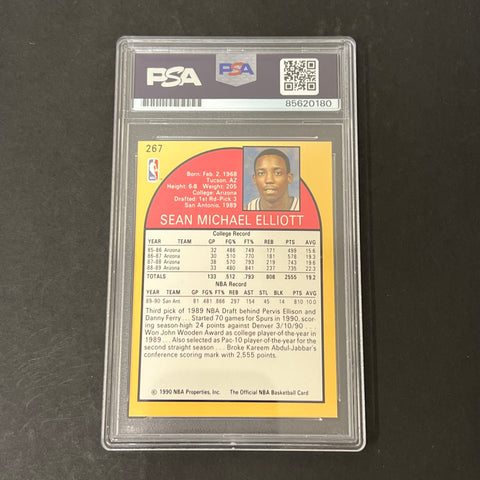 PSA
PSA
85620180
267
NBA
Born: Feb. 2, 1968
Tucson, AZ
Height: 6-8 Weight: 205
College: Arizona
Drafted: 1st Rd-Pick 3
San Antonio, 1989
SEAN MICHAEL ELLIOTT
College Record
YEAR TEAM GP FG% FT% REB PTS AVG
85-86 Arizona 32 486 749 171 499 15.6
86-87 Arizona 30 510 770 181 578 19.3
87-88 Arizona 38 570 793 219 743 19.6
88-89 Arizona 33 480 841 237 735 22.3
TOTALS 133 512 793 808 2555 19.2
NBA Record
YEAR TEAM GP FG% FT% REB AST STL BLK PTS AVG
89-90 San Ant. 81 481 866 297 154 45 14 810 10.0
Third pick of 1989 NBA Draft behind Pervis Ellison and
Danny Ferry . . . Started 70 games for Spurs in 1990, scor-
ing season-high 24 points against Denver 3/10/90 . . .
Won John Wooden Award as college player-of-the-year in
1989 . . . Also selected as Pac-10 player-of-the-year for the
second straight season . . . Broke Kareem Abdul-Jabbar's
conference scoring mark with 2,555 points.
© 1990 NBA Properties, Inc. The Official NBA Basketball Card